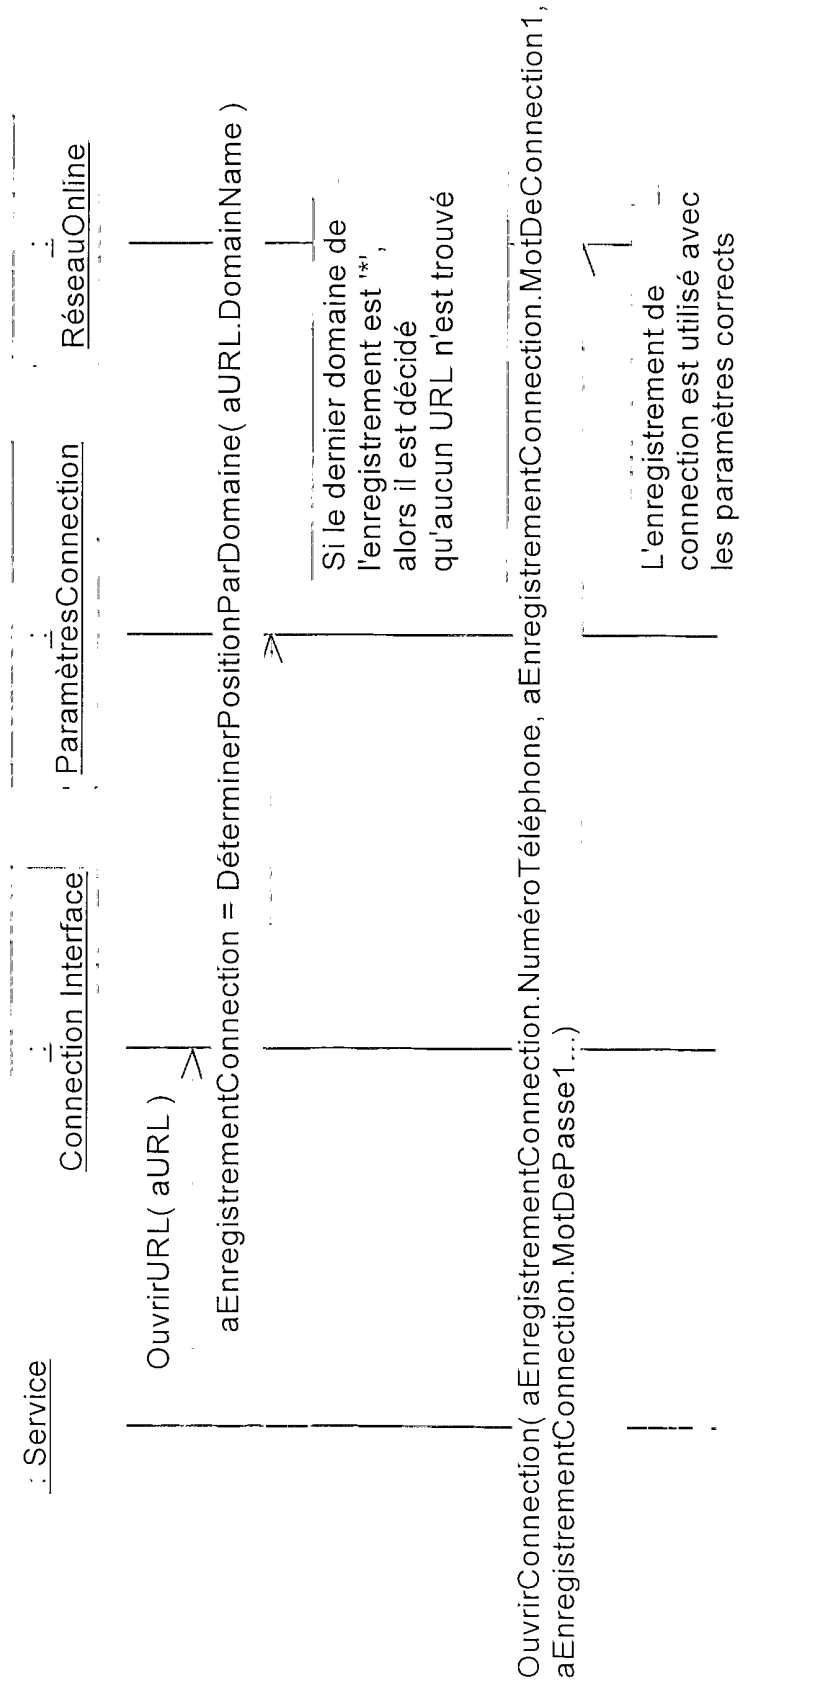 : Service
:
Connection Interface
:
ParamètresConnection
:
RéseauOnline
OuvrirURL( aURL )
aEnregistrementConnection = DéterminerPositionParDomaine( aURL.DomainName )
Si le dernier domaine de
l'enregistrement est '*',
alors il est décidé
qu'aucun URL n'est trouvé
OuvrirConnection( aEnregistrementConnection.NuméroTéléphone, aEnregistrementConnection.MotDeConnection1,
aEnregistrementConnection.MotDePasse1...)
L'enregistrement de
connection est utilisé avec
les paramètres corrects